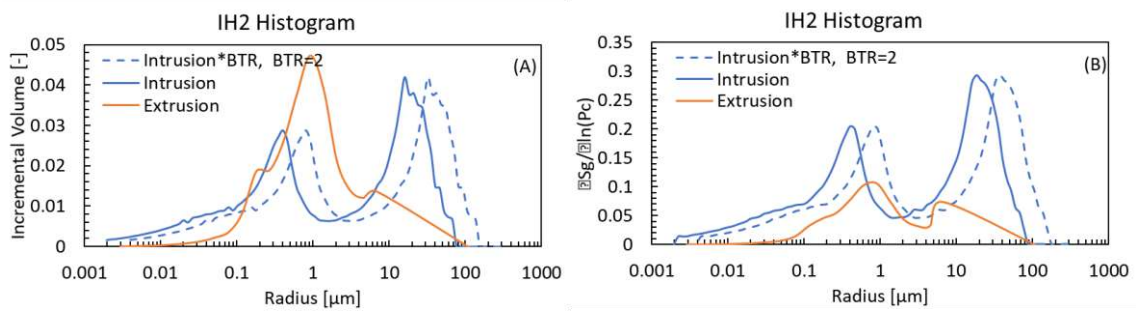 IH2 Histogram
Incremental Volume [-]
0.05
0.04
0.03
0.02
0.01
0
Intrusion*BTR, BTR=2
Intrusion
Extrusion
(A)
0.001 0.01 0.1 1 10 100 1000
Radius [µm]
IH2 Histogram
⍰Sg/⍰ln(Pc)
0.35
0.3
0.25
0.2
0.15
0.1
0.05
0
Intrusion*BTR, BTR=2
Intrusion
Extrusion
(B)
0.001 0.01 0.1 1 10 100 1000
Radius [µm]